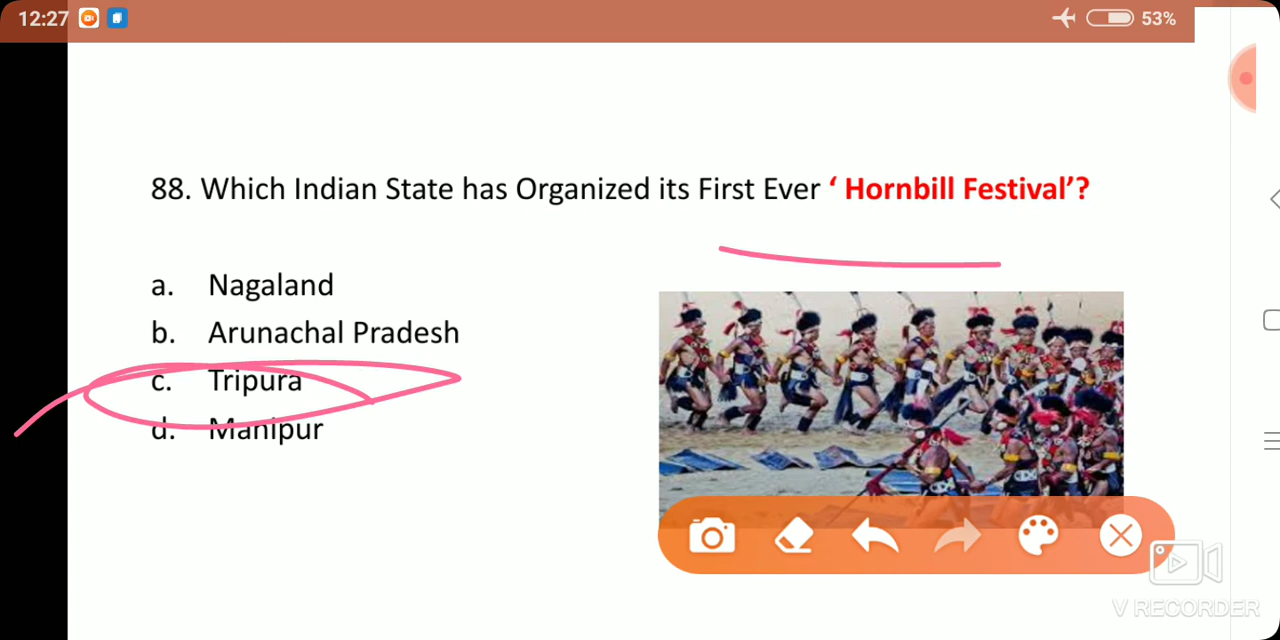 12:27
53%
88. Which Indian State has Organized its First Ever ‘ Hornbill Festival’?
a. Nagaland
b. Arunachal Pradesh
c. Tripura
d. Manipur
V RECORDER